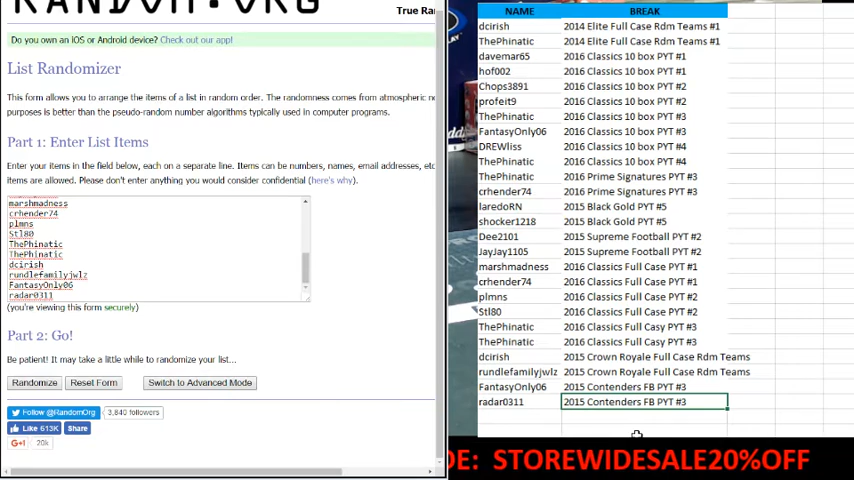 RANDOM.ORG
True Ra
Do you own an iOS or Android device? Check out our app!
List Randomizer
This form allows you to arrange the items of a list in random order. The randomness comes from atmospheric
purposes is better than the pseudo-random number algorithms typically used in computer programs.
Part 1: Enter List Items
Enter your items in the field below, each on a separate line. Items can be numbers, names, email addresses, etc
items are allowed. Please don't enter anything you would consider confidential (here's why).
marshmadness
crhender74
plmns
Stl80
ThePhinatic
ThePhinatic
dcirish
rundlefamilyjwlz
FantasyOnly06
radar0311
(you're viewing this form securely)
Part 2: Go!
Be patient! It may take a little while to randomize your list...
Randomize Reset Form Switch to Advanced Mode
Follow @RandomOrg 3,840 followers
Like 613K Share
G+1 20k
NAME BREAK
dcirish 2014 Elite Full Case Rdm Teams #1
ThePhinatic 2014 Elite Full Case Rdm Teams #1
davemar65 2016 Classics 10 box PYT #1
hof002 2016 Classics 10 box PYT #1
Chops3891 2016 Classics 10 box PYT #2
profeit9 2016 Classics 10 box PYT #2
ThePhinatic 2016 Classics 10 box PYT #3
FantasyOnly06 2016 Classics 10 box PYT #3
DREWliss 2016 Classics 10 box PYT #4
ThePhinatic 2016 Classics 10 box PYT #4
ThePhinatic 2016 Prime Signatures PYT #3
crhender74 2016 Prime Signatures PYT #3
laredoRN 2015 Black Gold PYT #5
shocker1218 2015 Black Gold PYT #5
Dee2101 2015 Supreme Football PYT #2
JayJay1105 2015 Supreme Football PYT #2
marshmadness 2016 Classics Full Case PYT #1
crhender74 2016 Classics Full Case PYT #1
plmns 2016 Classics Full Case PYT #2
Stl80 2016 Classics Full Case PYT #2
ThePhinatic 2016 Classics Full Casy PYT #3
ThePhinatic 2016 Classics Full Casy PYT #3
dcirish 2015 Crown Royale Full Case Rdm Teams
rundlefamilyjwlz 2015 Crown Royale Full Case Rdm Teams
FantasyOnly06 2015 Contenders FB PYT #3
radar0311 2015 Contenders FB PYT #3
DE: STOREWIDESALE20%OFF